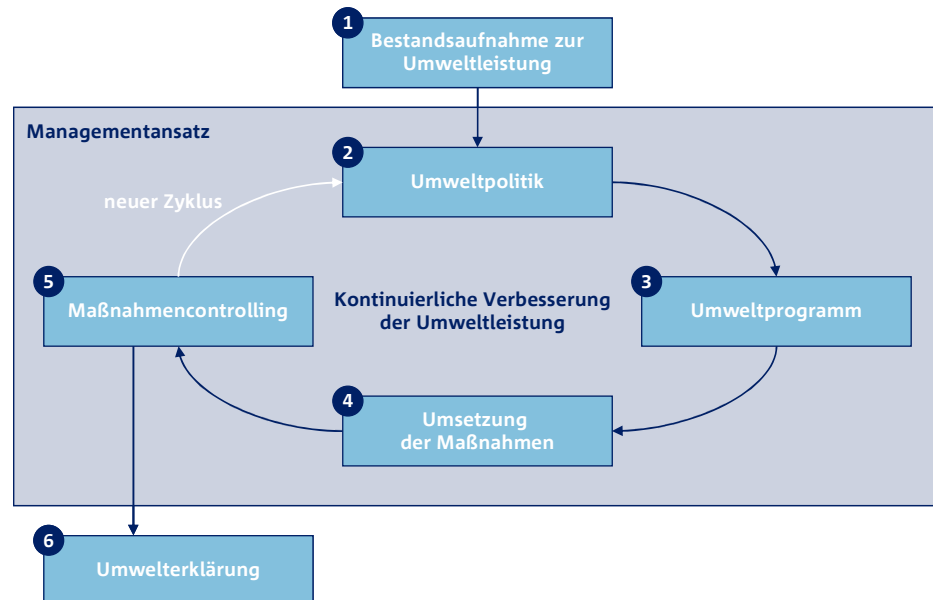 1
Bestandsaufnahme zur
Umweltleistung
Managementansatz
2
Umweltpolitik
neuer Zyklus
5
Maßnahmencontrolling
Kontinuierliche Verbesserung
der Umweltleistung
3
Umweltprogramm
4
Umsetzung
der Maßnahmen
6
Umwelterklärung